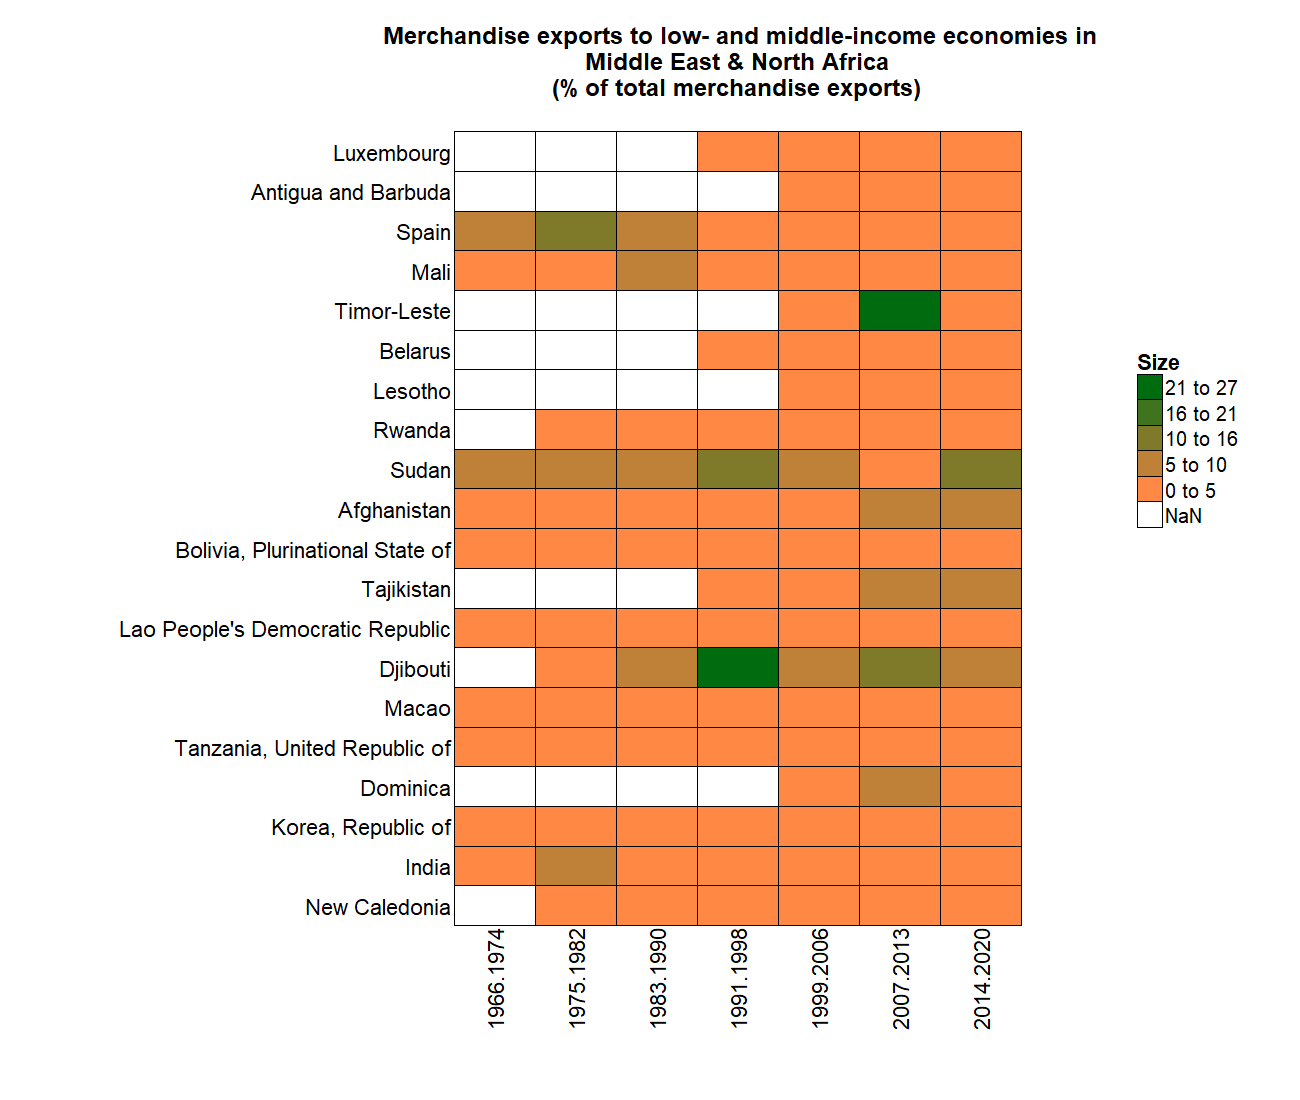 Merchandise exports to low- and middle-income economies in
Middle East & North Africa
(% of total merchandise exports)
Luxembourg
Antigua and Barbuda
Spain
Mali
Timor-Leste
Belarus
Lesotho
Rwanda
Sudan
Afghanistan
Bolivia, Plurinational State of
Tajikistan
Lao People's Democratic Republic
Djibouti
Macao
Tanzania, United Republic of
Dominica
Korea, Republic of
India
New Caledonia
1966.1974
1975.1982
1983.1990
1991.1998
1999.2006
2007.2013
2014.2020
Size
21 to 27
16 to 21
10 to 16
5 to 10
0 to 5
NaN